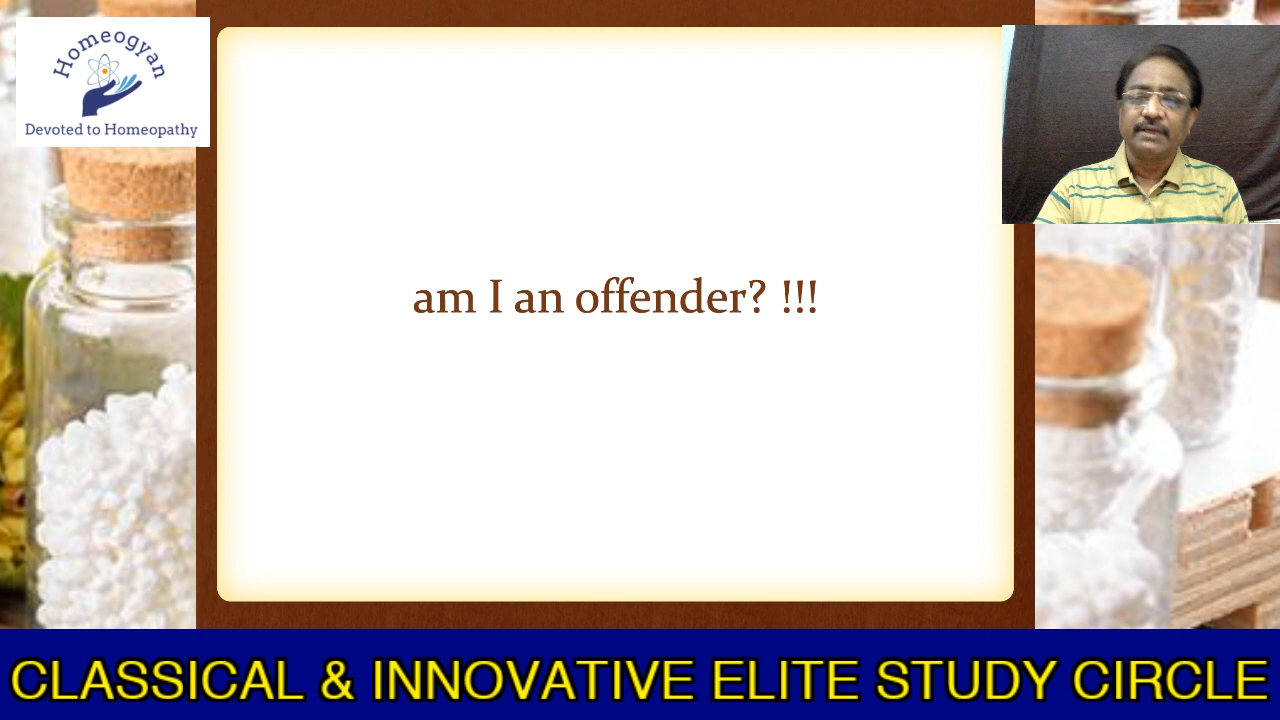 Homeogyan
Devoted to Homeopathy
am I an offender? !!!
CLASSICAL & INNOVATIVE ELITE STUDY CIRCLE